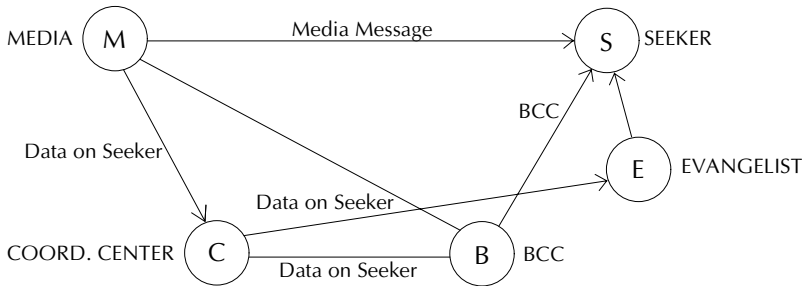 MEDIA M Media Message S SEEKER
BCC
Data on Seeker E EVANGELIST
Data on Seeker
COORD. CENTER C B BCC
Data on Seeker